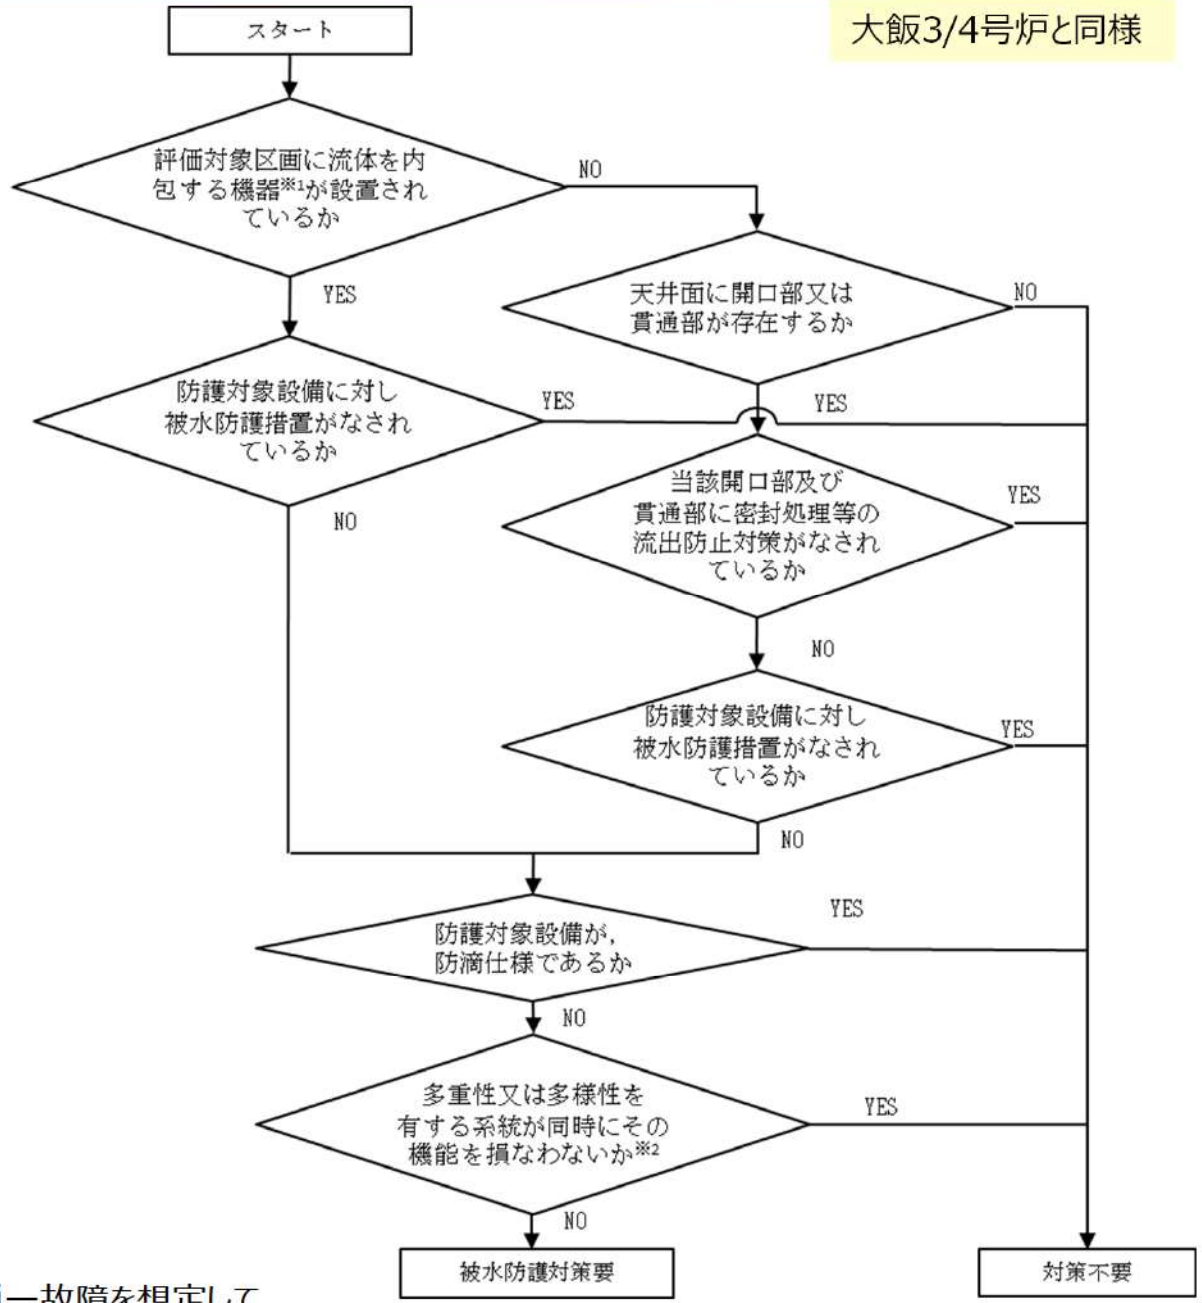 スタート
大飯3/4号炉と同様
評価対象区画に流体を内
包する機器※1が設置され
ているか
NO
YES
天井面に開口部又は
貫通部が存在するか
NO
YES
防護対象設備に対し
被水防護措置がなされ
ているか
YES
NO
当該開口部及び
貫通部に密封処理等の
流出防止対策がなされ
ているか
YES
NO
防護対象設備に対し
被水防護措置がなされ
ているか
YES
NO
防護対象設備が,
防滴仕様であるか
YES
NO
多重性又は多様性を
有する系統が同時にその
機能を損なわないか※2
YES
NO
被水防護対策要
対策不要
一故障を想定して